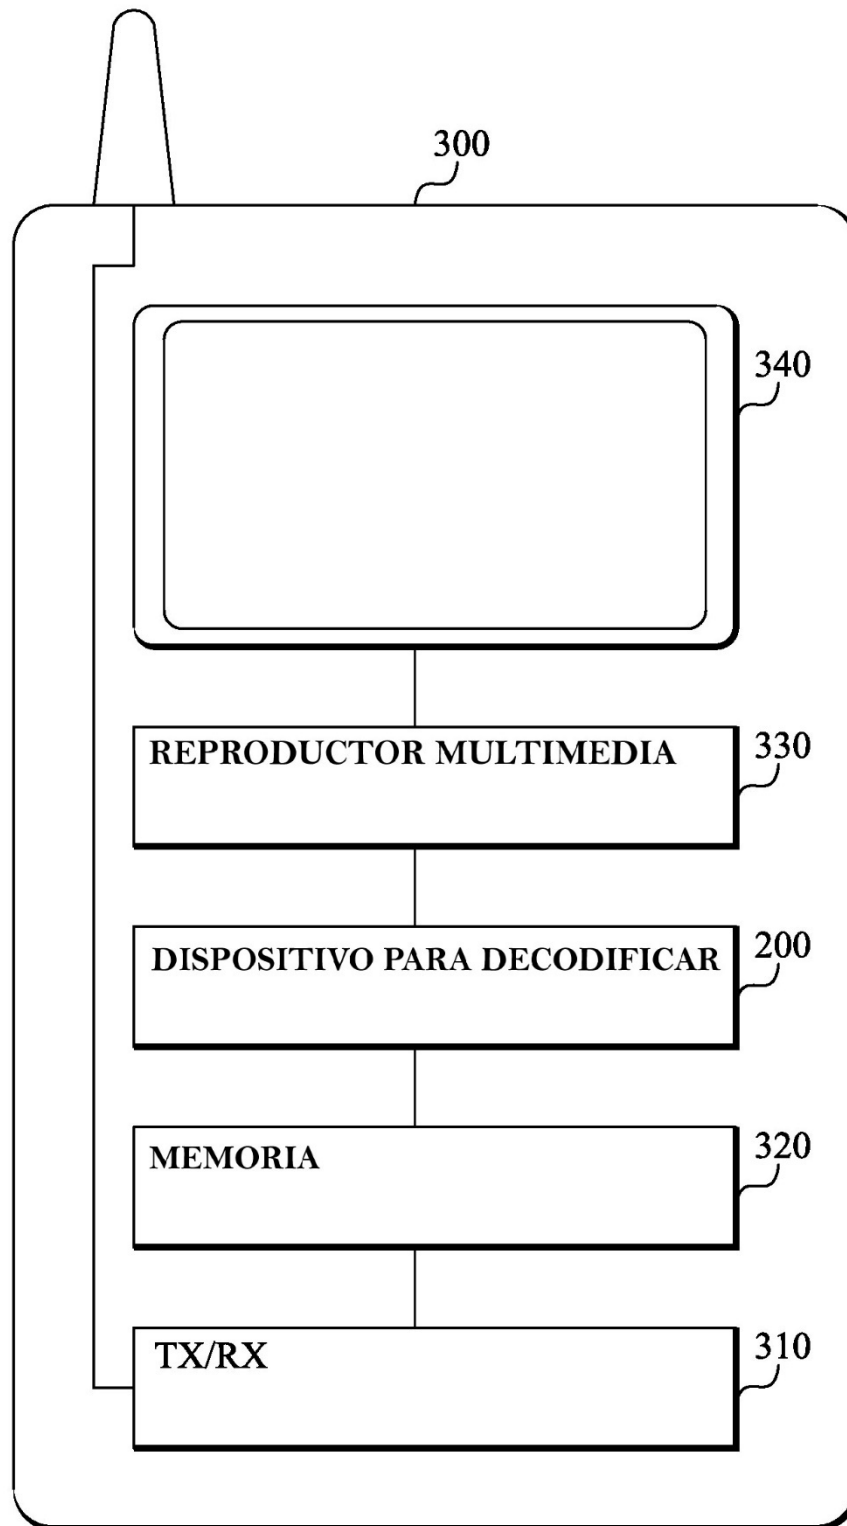 300
340
REPRODUCTOR MULTIMEDIA
330
DISPOSITIVO PARA DECODIFICAR
200
MEMORIA
320
TX/RX
310